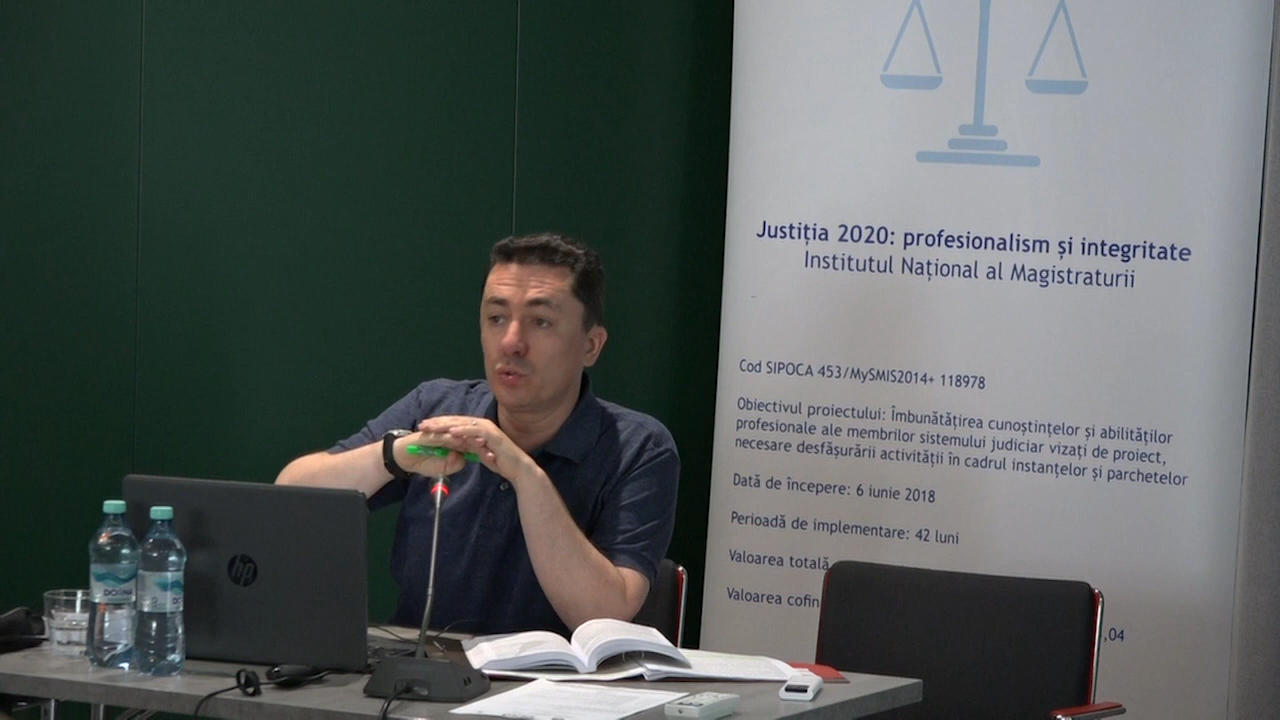 Justiția 2020: profesionalism și integritate
Institutul Național al Magistraturii
Cod SIPOCA 453/MySMIS2014+ 118978
Obiectivul proiectului: Îmbunătățirea cunoștințelor și abilităților
profesionale ale membrilor sistemului judiciar vizați de proiect,
necesare desfășurării activității în cadrul instanțelor și parchetelor
Dată de începere: 6 iunie 2018
Perioadă de implementare: 42 luni
Valoarea totală
Valoarea cofin
,04
hp
DORNA